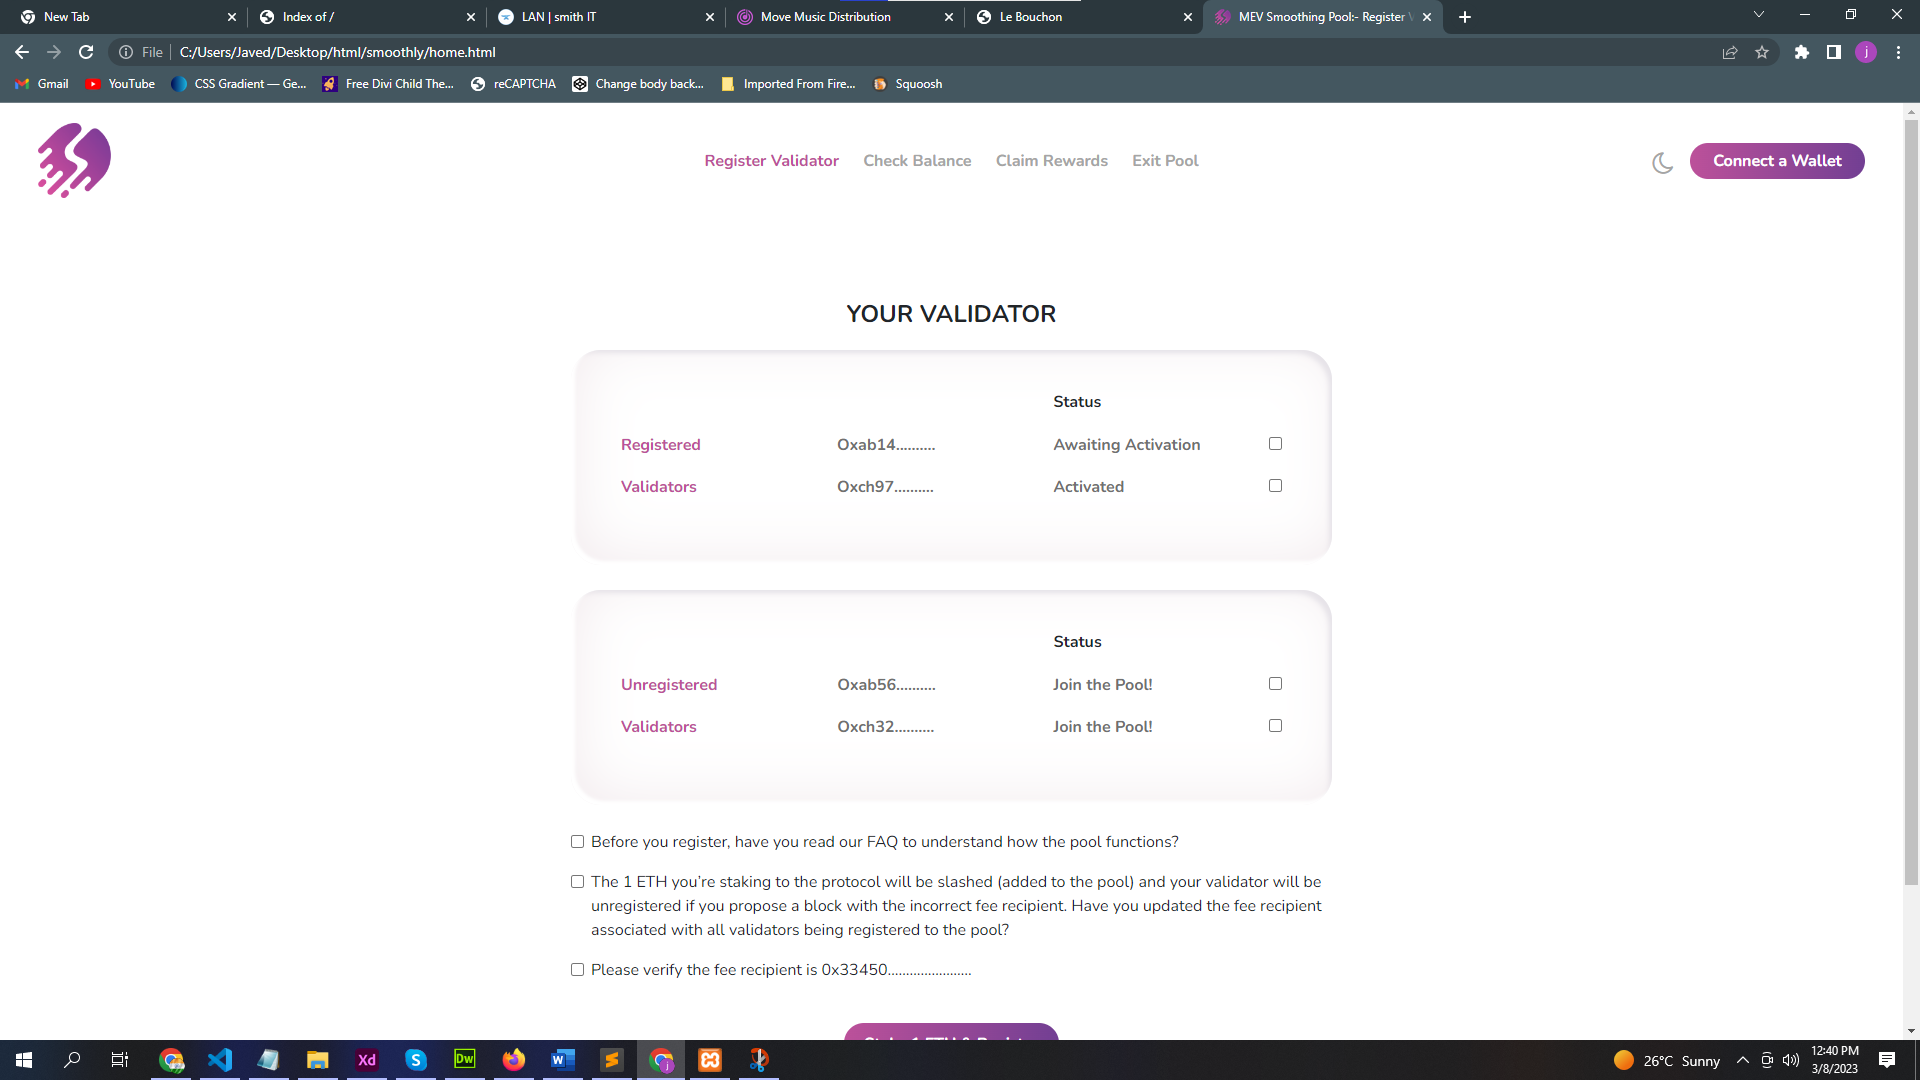 New Tab
Index of /
LAN | smith IT
Move Music Distribution
Le Bouchon
MEV Smoothing Pool:- Register
File
C:/Users/Javed/Desktop/html/smoothly/home.html
j
Gmail
YouTube
CSS Gradient — Ge...
Free Divi Child The...
reCAPTCHA
Change body back...
Imported From Fire...
Squoosh
Register Validator
Check Balance
Claim Rewards
Exit Pool
Connect a Wallet
YOUR VALIDATOR
Status
Registered Oxab14.......... Awaiting Activation
Validators Oxch97.......... Activated
Status
Unregistered Oxab56.......... Join the Pool!
Validators Oxch32.......... Join the Pool!
Before you register, have you read our FAQ to understand how the pool functions?
The 1 ETH you’re staking to the protocol will be slashed (added to the pool) and your validator will be
unregistered if you propose a block with the incorrect fee recipient. Have you updated the fee recipient
associated with all validators being registered to the pool?
Please verify the fee recipient is 0x33450.......................
Xd
S
Dw
W
j
26°C Sunny
12:40 PM
3/8/2023